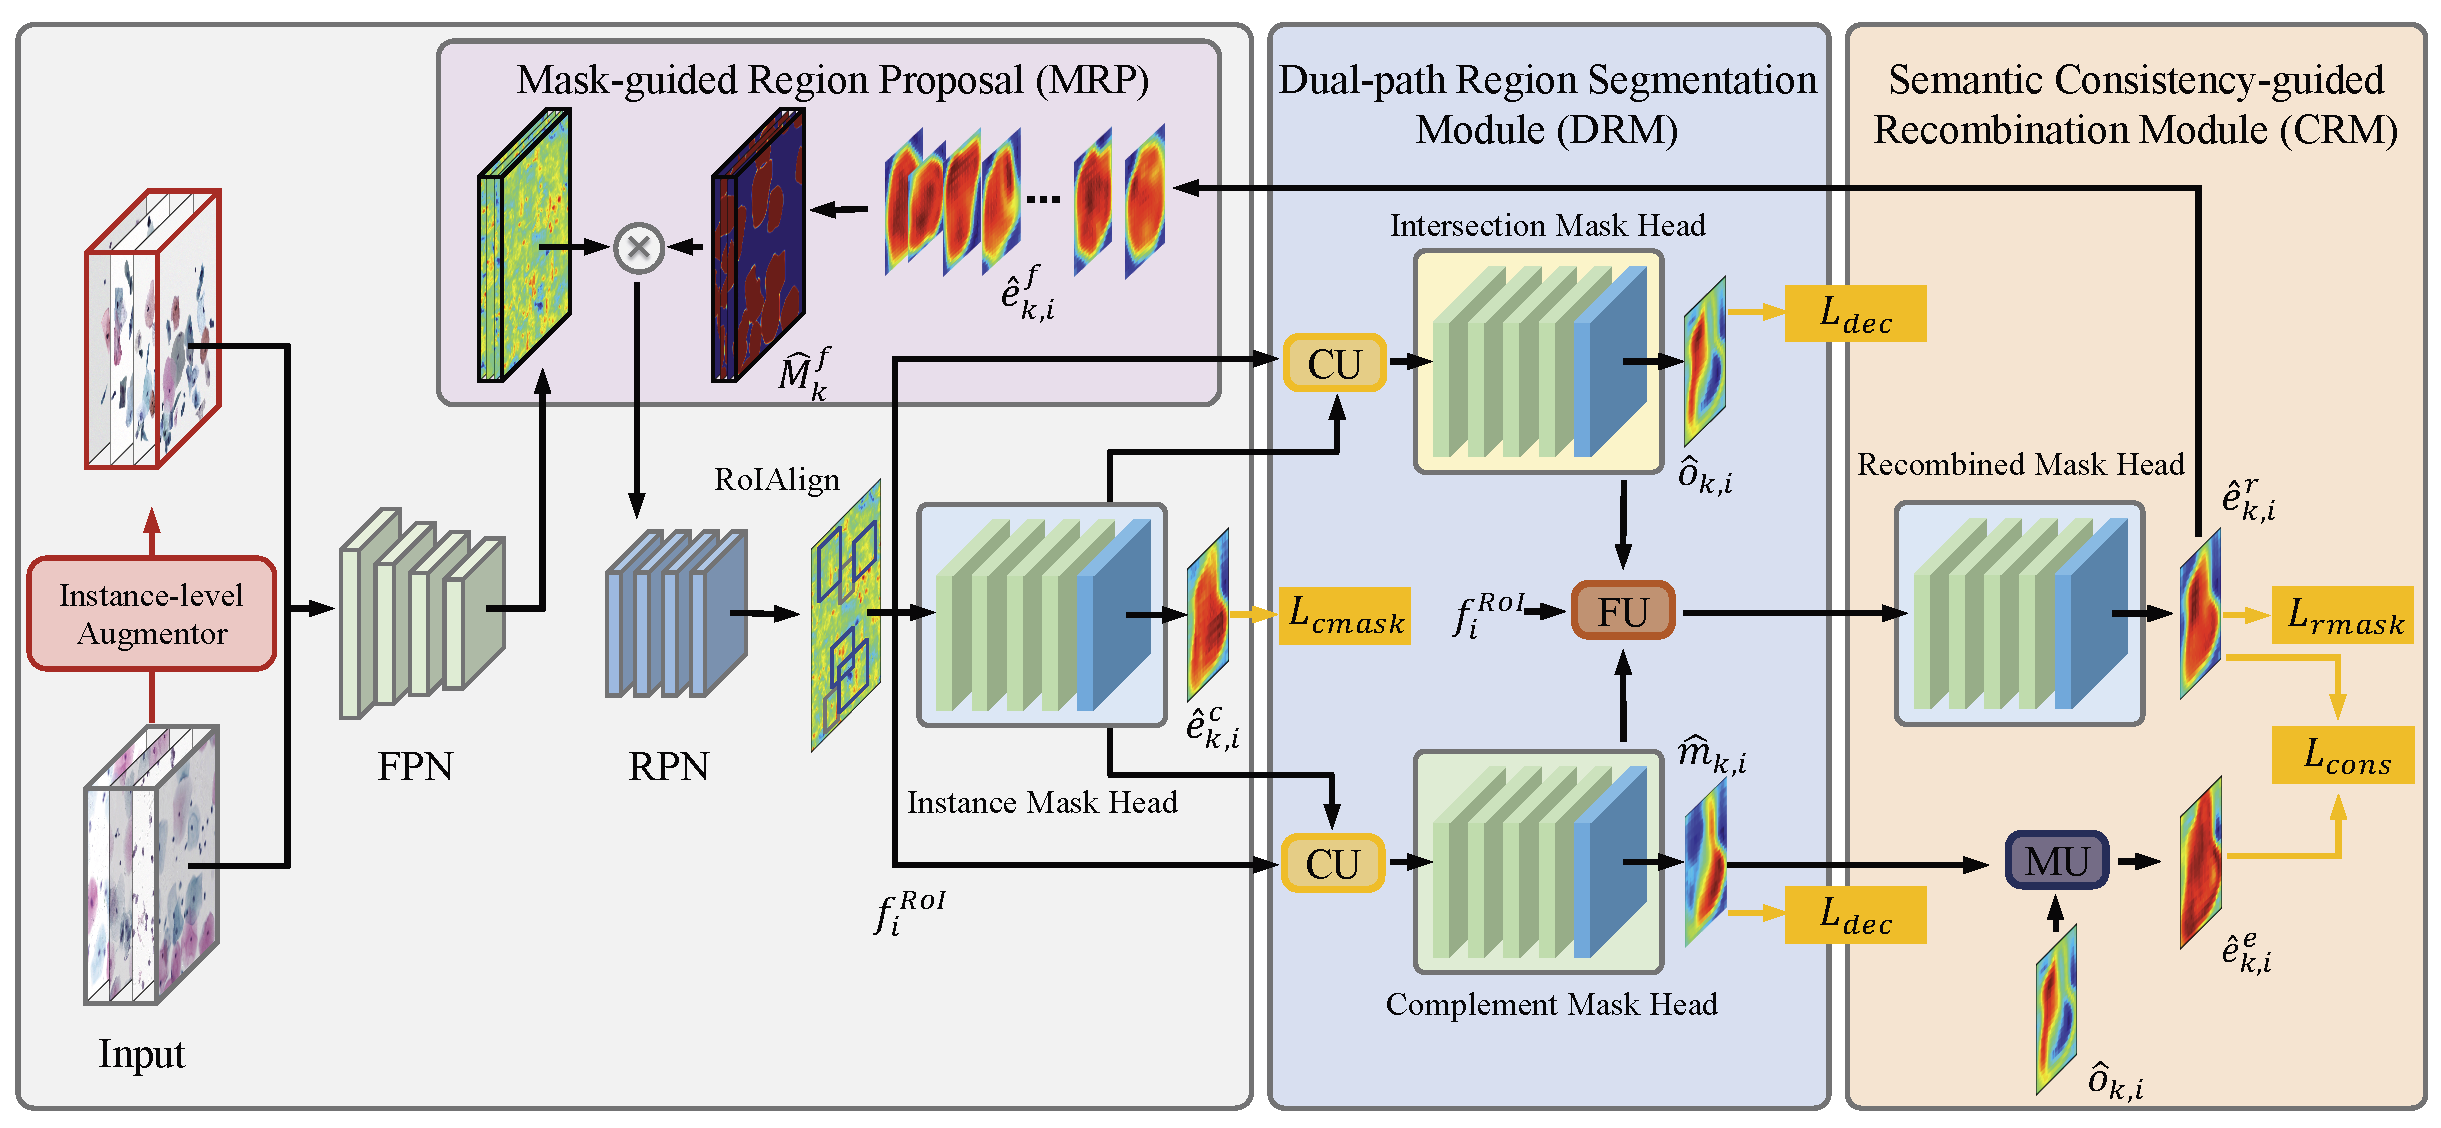 Mask-guided Region Proposal (MRP)
Dual-path Region Segmentation
Module (DRM)
Semantic Consistency-guided
Recombination Module (CRM)
$\hat{e}^{f}_{k,i}$
$\widehat{M}^{f}_{k}$
Instance-level
Augmentor
Input
FPN
RPN
RoIAlign
Instance Mask Head
$\hat{e}^{c}_{k,i}$
$L_{cmask}$
$f_i^{RoI}$
CU
Intersection Mask Head
$\hat{o}_{k,i}$
$L_{dec}$
$f_i^{RoI}$
FU
CU
$\widehat{m}_{k,i}$
Complement Mask Head
$L_{dec}$
Recombined Mask Head
$\hat{e}^{r}_{k,i}$
$L_{rmask}$
$L_{cons}$
MU
$\hat{e}^{e}_{k,i}$
$\hat{o}_{k,i}$